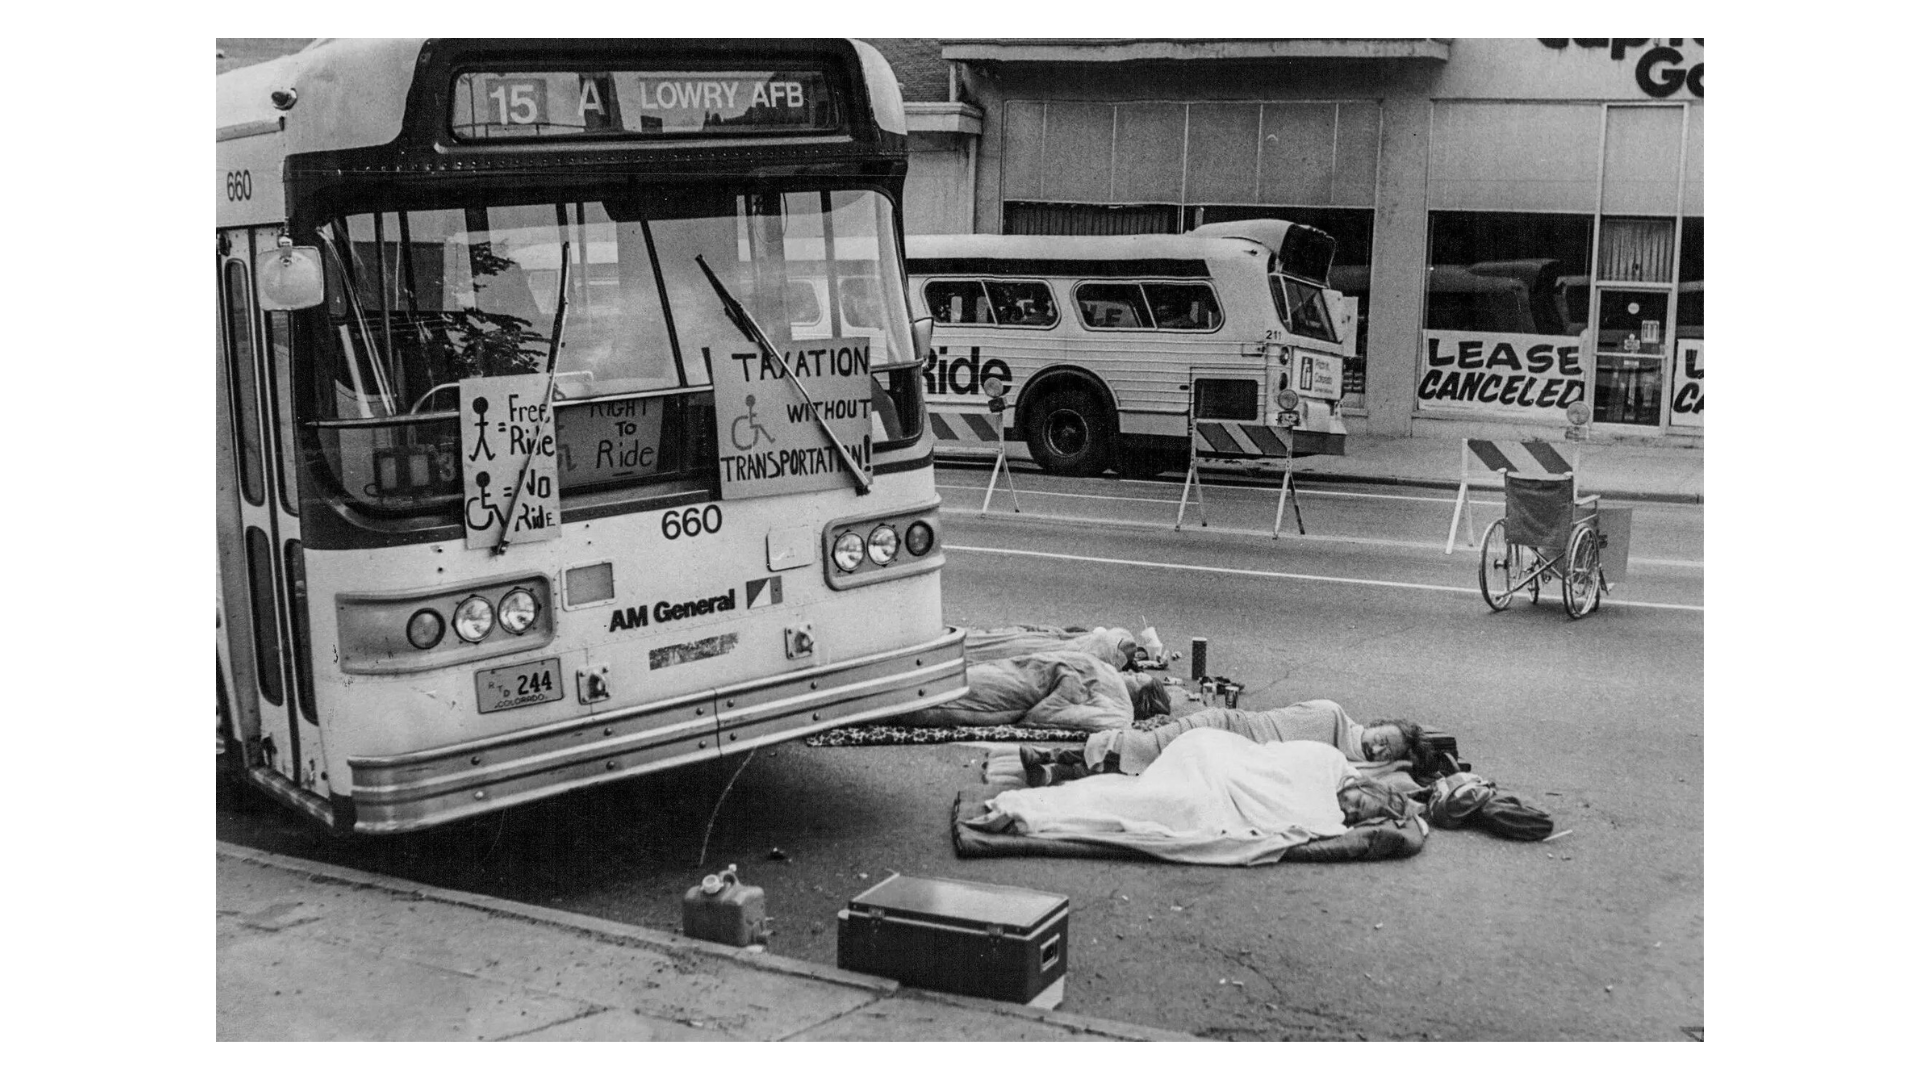 15 A LOWRY AFB
660
TAXATION
WITHOUT
TRANSPORTATION!
= Free
Ride
= No
Ride
RIGHT
TO
Ride
660
AM General
RTD 244
COLORADO
Ride
211
LEASE
CANCELED